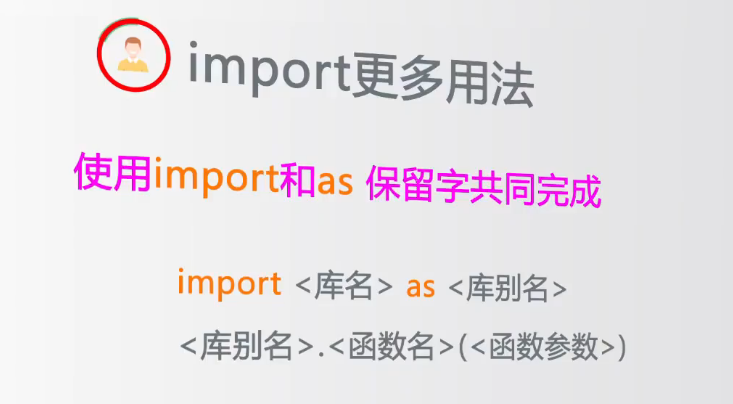 import更多用法
使用import和as 保留字共同完成
import <库名> as <库别名>
<库别名>.<函数名>(<函数参数>)